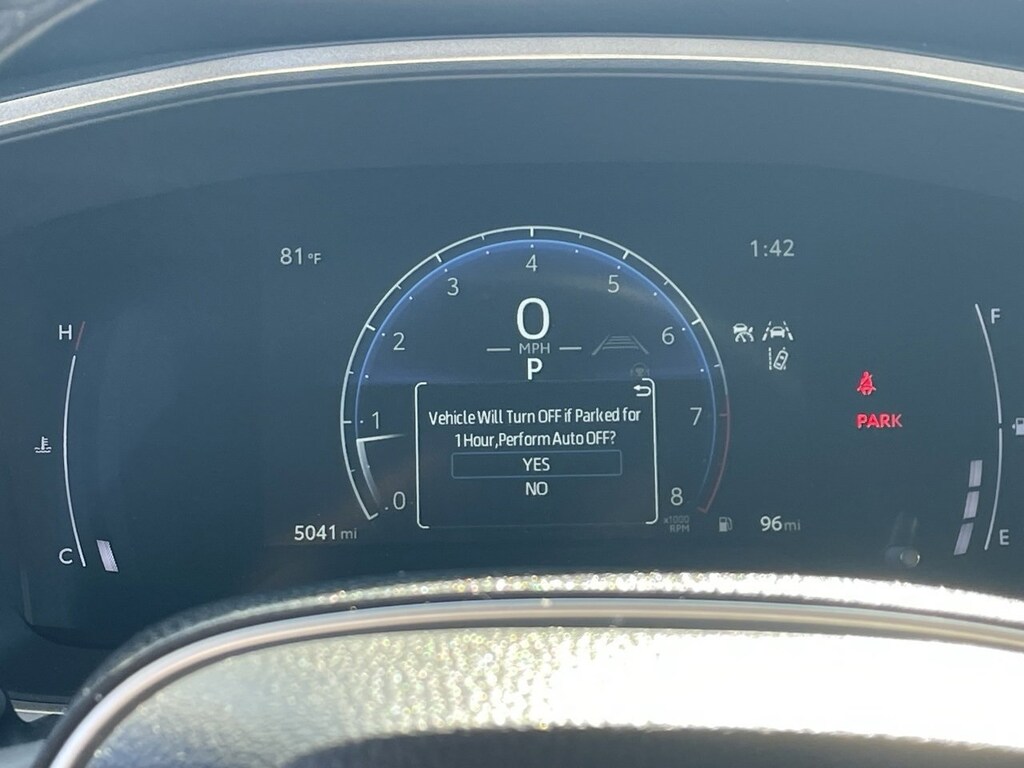 81 °F
1:42
4
3
5
2
6
0
MPH
P
H
F
1
7
Vehicle Will Turn OFF if Parked for
1 Hour,Perform Auto OFF?
YES
NO
PARK
0
8
x1000
RPM
5041 mi
96 mi
C
E